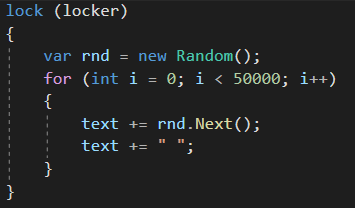 lock (locker)
{
    var rnd = new Random();
    for (int i = 0; i < 50000; i++)
    {
        text += rnd.Next();
        text += " ";
    }
}